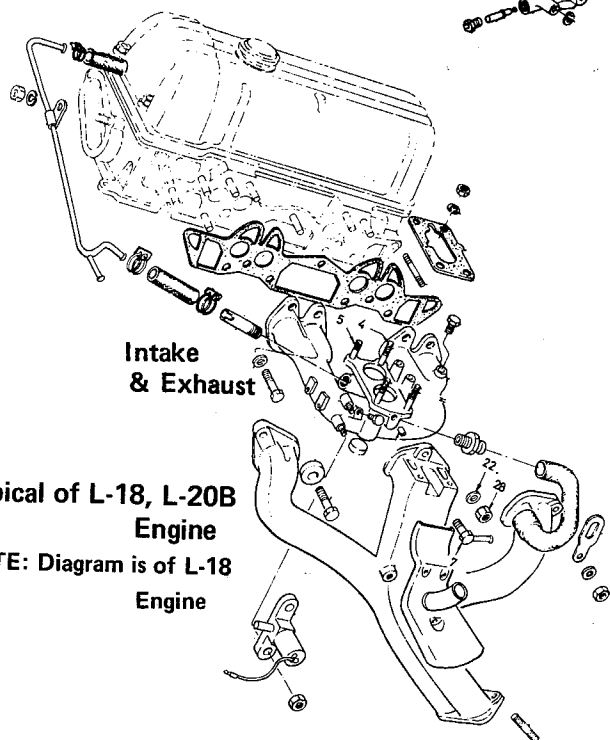 5 4
Intake
& Exhaust
22
28
pical of L-18, L-20B
Engine
TE: Diagram is of L-18
Engine